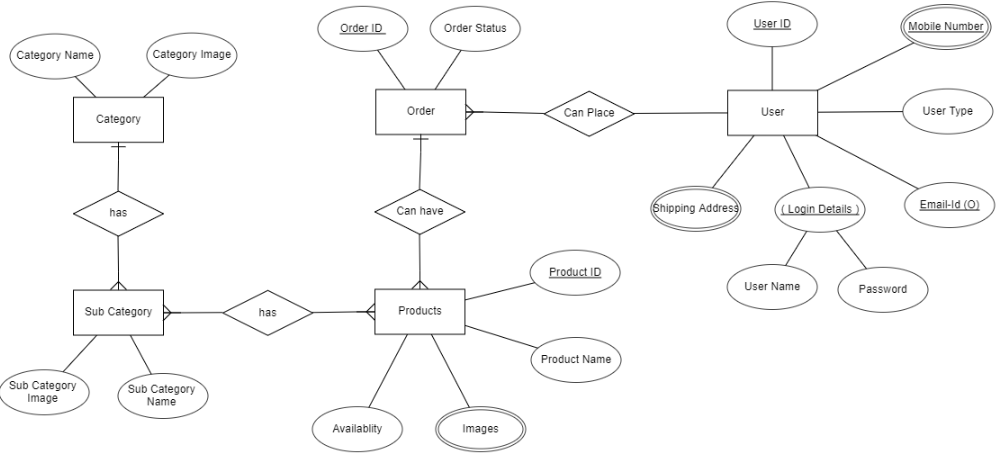 Order ID
Order Status
User ID
Mobile Number
Category Name
Category Image
Category
Order
Can Place
User
User Type
has
Can have
Shipping Address
( Login Details )
Email-Id (O)
User Name
Password
Product ID
Sub Category
has
Products
Product Name
Sub Category
Image
Sub Category
Name
Availablity
Images